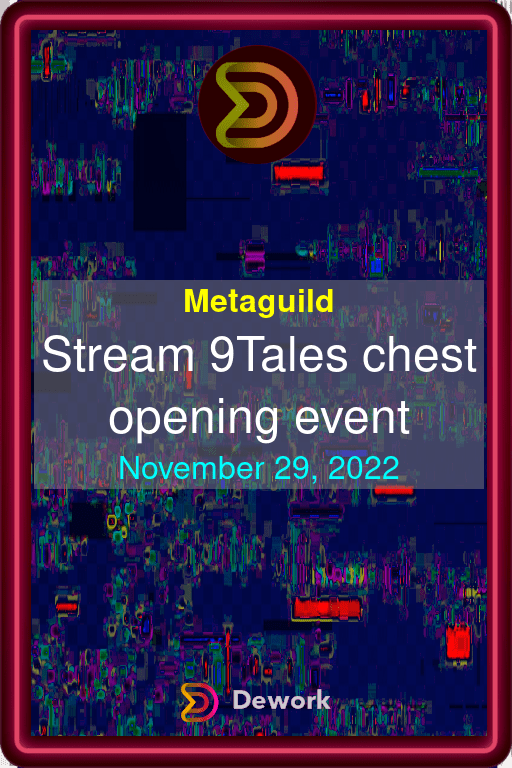 Metaguild
Stream 9Tales chest
opening event
November 29, 2022
Dework